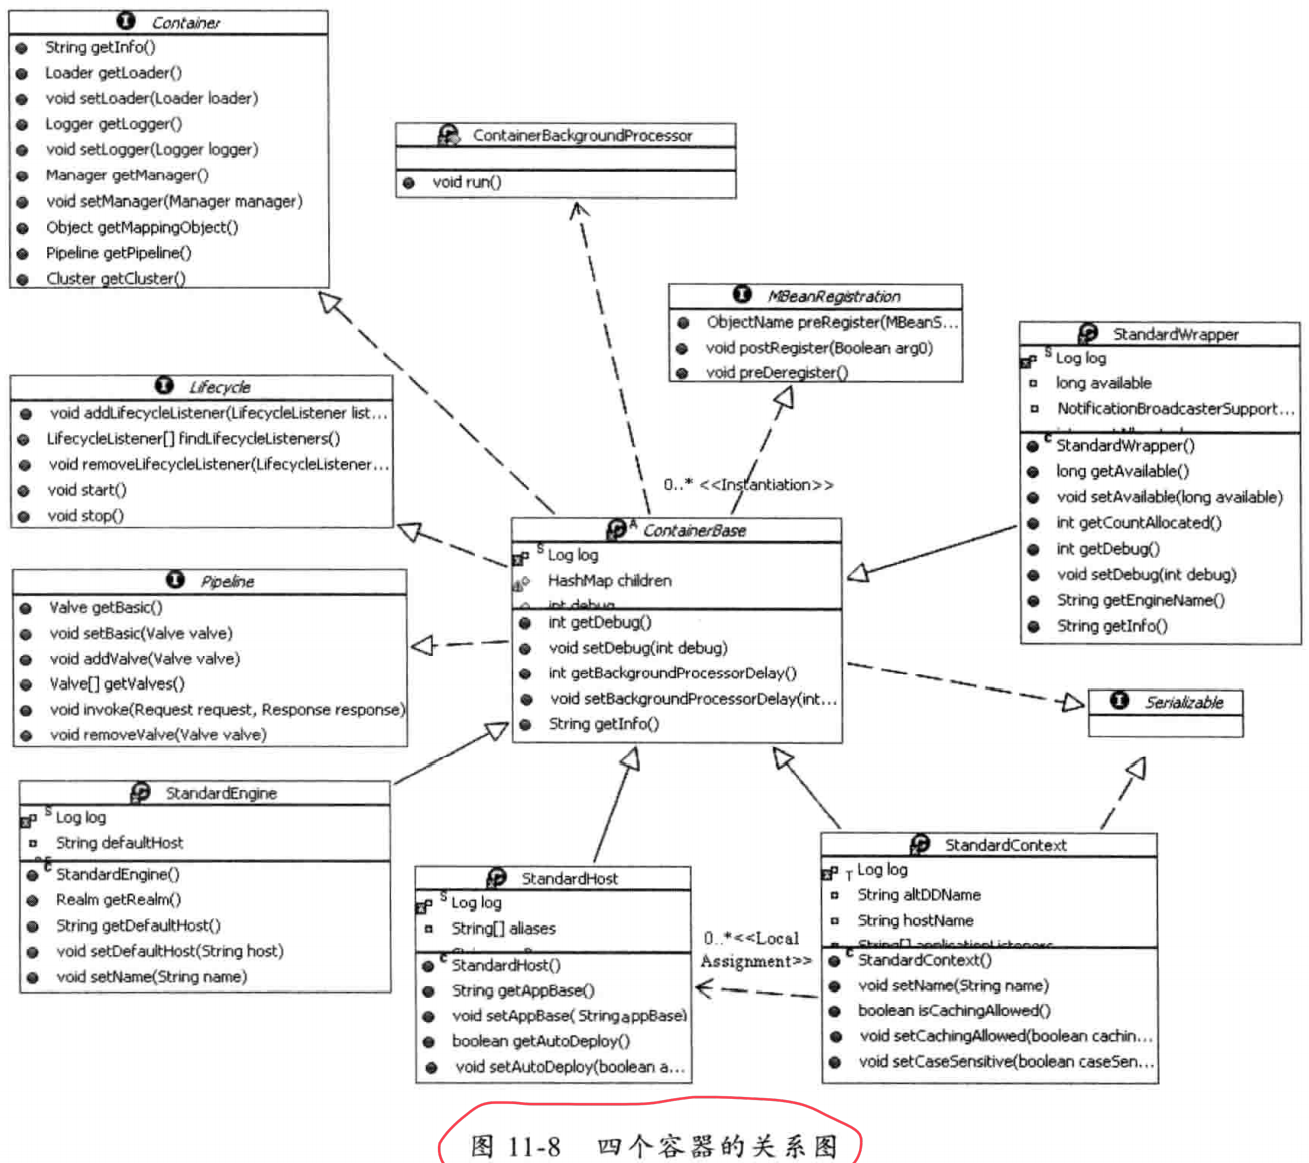 Container
String getInfo()
Loader getLoader()
void setLoader(Loader loader)
Logger getLogger()
void setLogger(Logger logger)
Manager getManager()
void setManager(Manager manager)
Object getMappingObject()
Pipeline getPipeline()
Cluster getCluster()
ContainerBackgroundProcessor
void run()
MBeanRegistration
ObjectName preRegister(MBeanS...
void postRegister(Boolean arg0)
void preDeregister()
StandardWrapper
S Log log
long available
NotificationBroadcasterSupport...
C StandardWrapper()
long getAvailable()
void setAvailable(long available)
int getCountAllocated()
int getDebug()
void setDebug(int debug)
String getEngineName()
String getInfo()
Lifecycle
void addLifecycleListener(LifecycleListener list...
LifecycleListener[] findLifecycleListeners()
void removeLifecycleListener(LifecycleListener...
void start()
void stop()
0..* <<Instantiation>>
A ContainerBase
S Log log
HashMap children
int debug
int getDebug()
void setDebug(int debug)
int getBackgroundProcessorDelay()
void setBackgroundProcessorDelay(int...
String getInfo()
Pipeline
Valve getBasic()
void setBasic(Valve valve)
void addValve(Valve valve)
Valve[] getValves()
void invoke(Request request, Response response)
void removeValve(Valve valve)
Serializable
StandardEngine
S Log log
String defaultHost
C StandardEngine()
Realm getRealm()
String getDefaultHost()
void setDefaultHost(String host)
void setName(String name)
StandardHost
S Log log
String[] aliases
C StandardHost()
String getAppBase()
void setAppBase( String appBase)
boolean getAutoDeploy()
void setAutoDeploy(boolean a...
0..*<<Local
Assignment>>
StandardContext
T Log log
String altDDName
String hostName
String[] applicationListeners
C StandardContext()
void setName(String name)
boolean isCachingAllowed()
void setCachingAllowed(boolean cachin...
void setCaseSensitive(boolean caseSen...
图 11-8 四个容器的关系图